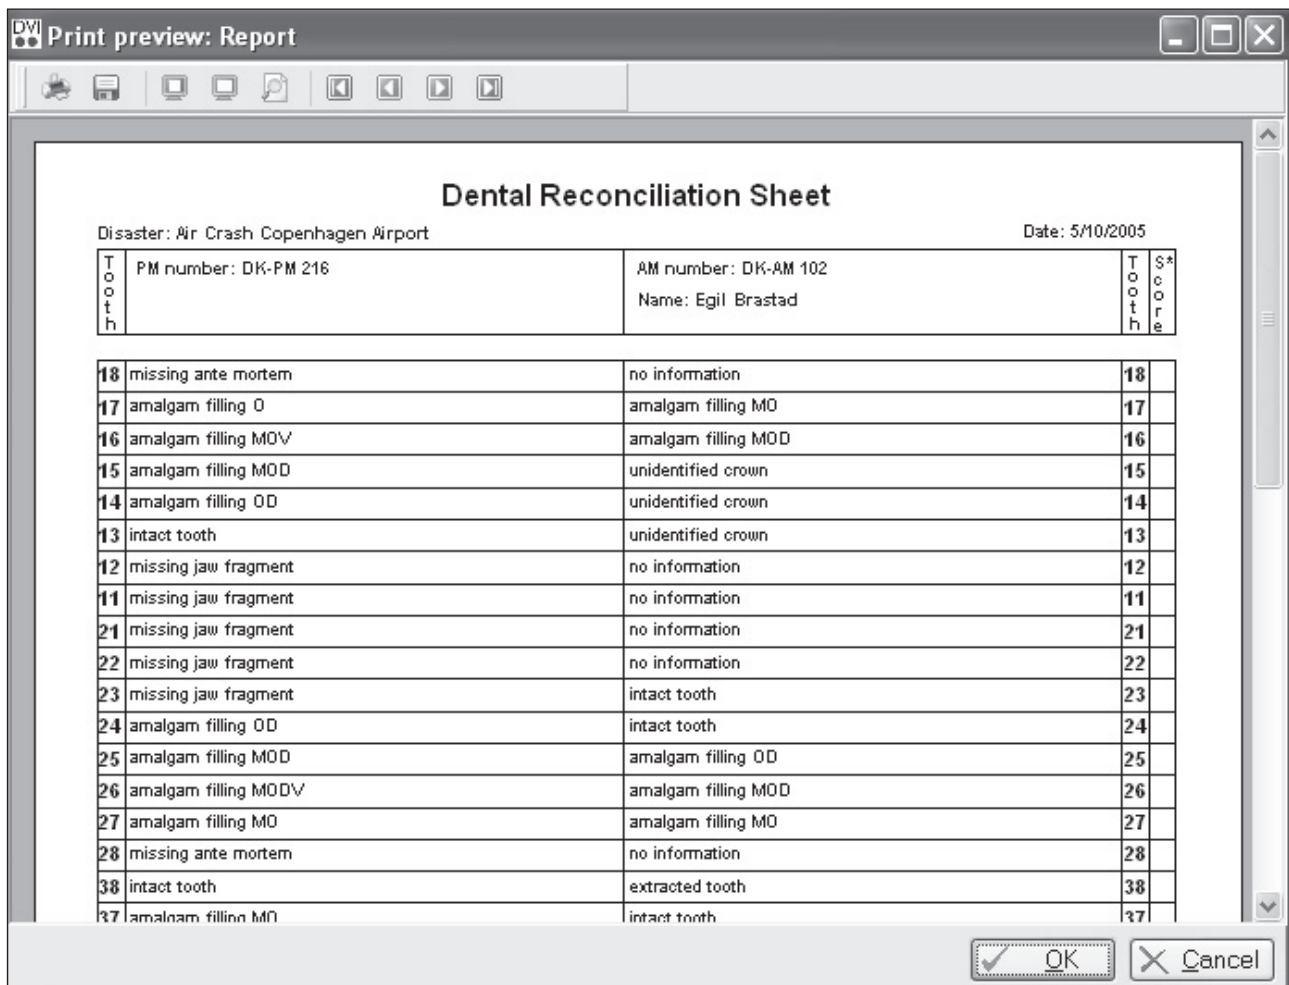 DVI Print preview: Report
Dental Reconciliation Sheet
Disaster: Air Crash Copenhagen Airport Date: 5/10/2005
Tooth PM number: DK-PM 216 AM number: DK-AM 102 Tooth S*core
Name: Egil Brastad
18 missing ante mortem no information 18
17 amalgam filling O amalgam filling MO 17
16 amalgam filling MOV amalgam filling MOD 16
15 amalgam filling MOD unidentified crown 15
14 amalgam filling OD unidentified crown 14
13 intact tooth unidentified crown 13
12 missing jaw fragment no information 12
11 missing jaw fragment no information 11
21 missing jaw fragment no information 21
22 missing jaw fragment no information 22
23 missing jaw fragment intact tooth 23
24 amalgam filling OD intact tooth 24
25 amalgam filling MOD amalgam filling OD 25
26 amalgam filling MODV amalgam filling MOD 26
27 amalgam filling MO amalgam filling MO 27
28 missing ante mortem no information 28
38 intact tooth extracted tooth 38
37 amalgam filling MO intact tooth 37
OK Cancel